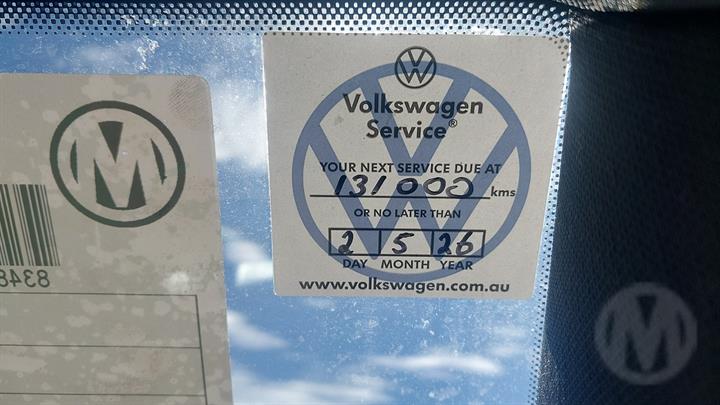 Volkswagen
Service®
YOUR NEXT SERVICE DUE AT
131000 kms
OR NO LATER THAN
2 5 26
DAY MONTH YEAR
www.volkswagen.com.au
8348